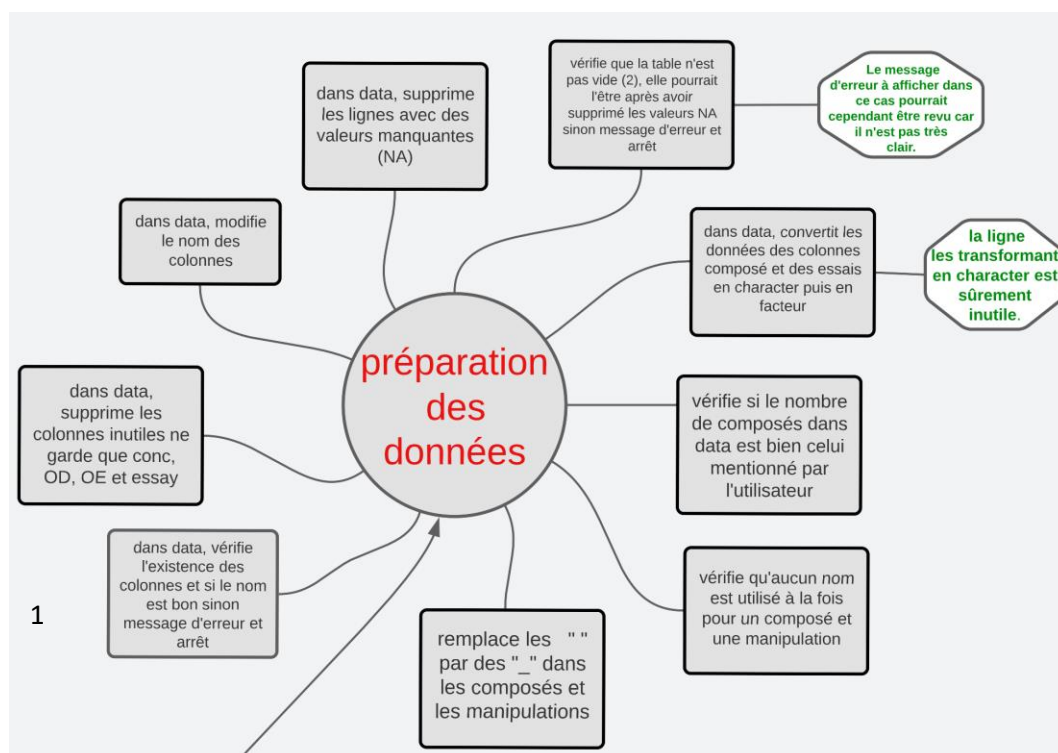 vérifie que la table n'est
pas vide (2), elle pourrait
l'être après avoir
supprimé les valeurs NA
sinon message d'erreur et
arrêt
Le message
d'erreur à afficher dans
ce cas pourrait
cependant être revu car
il n'est pas très
clair.
dans data, supprime
les lignes avec des
valeurs manquantes
(NA)
dans data, modifie
le nom des
colonnes
dans data, convertit les
données des colonnes
composé et des essais
en character puis en
facteur
la ligne
les transformant
en character est
sûrement
inutile.
préparation
des
données
dans data,
supprime les
colonnes inutiles ne
garde que conc,
OD, OE et essay
vérifie si le nombre
de composés dans
data est bien celui
mentionné par
l'utilisateur
dans data, vérifie
l'existence des
colonnes et si le nom
est bon sinon
message d'erreur et
arrêt
1
vérifie qu'aucun nom
est utilisé à la fois
pour un composé et
une manipulation
remplace les " "
par des "_" dans
les composés et
les manipulations